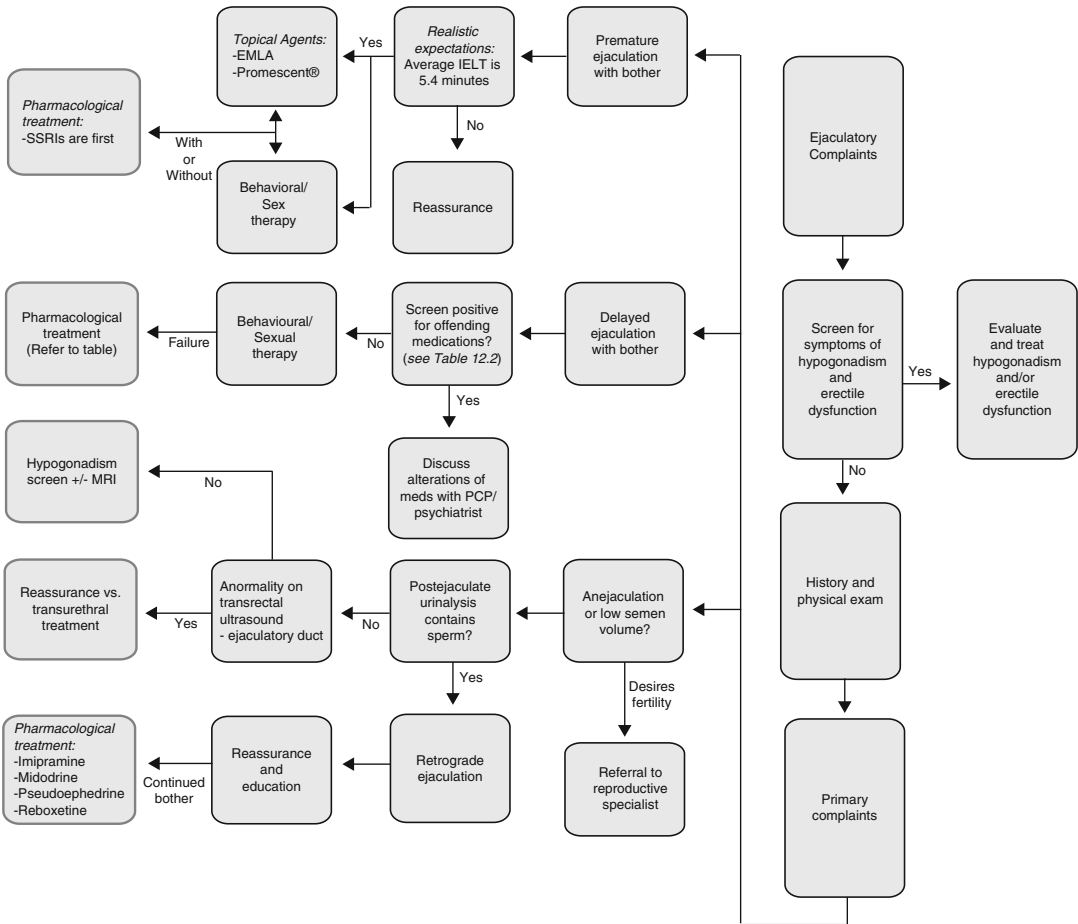 Ejaculatory
Complaints
Screen for
symptoms of
hypogonadism
and
erectile
dysfunction
Yes
Evaluate
and treat
hypogonadism
and/or
erectile
dysfunction
No
History and
physical exam
Primary
complaints
Premature
ejaculation
with bother
Realistic
expectations:
Average IELT is
5.4 minutes
Yes
Topical Agents:
-EMLA
-Promescent®
No
Reassurance
Behavioral/
Sex
therapy
With
or
Without
Pharmacological
treatment:
-SSRIs are first
Delayed
ejaculation
with bother
Screen positive
for offending
medications?
(see Table 12.2)
No
Behavioural/
Sexual
therapy
Failure
Pharmacological
treatment
(Refer to table)
Yes
Discuss
alterations of
meds with PCP/
psychiatrist
Anejaculation
or low semen
volume?
Desires
fertility
Referral to
reproductive
specialist
Postejaculate
urinalysis
contains
sperm?
No
Anormality on
transrectal
ultrasound
- ejaculatory duct
No
Hypogonadism
screen +/- MRI
Yes
Reassurance vs.
transurethral
treatment
Yes
Retrograde
ejaculation
Reassurance
and
education
Continued
bother
Pharmacological
treatment:
-Imipramine
-Midodrine
-Pseudoephedrine
-Reboxetine